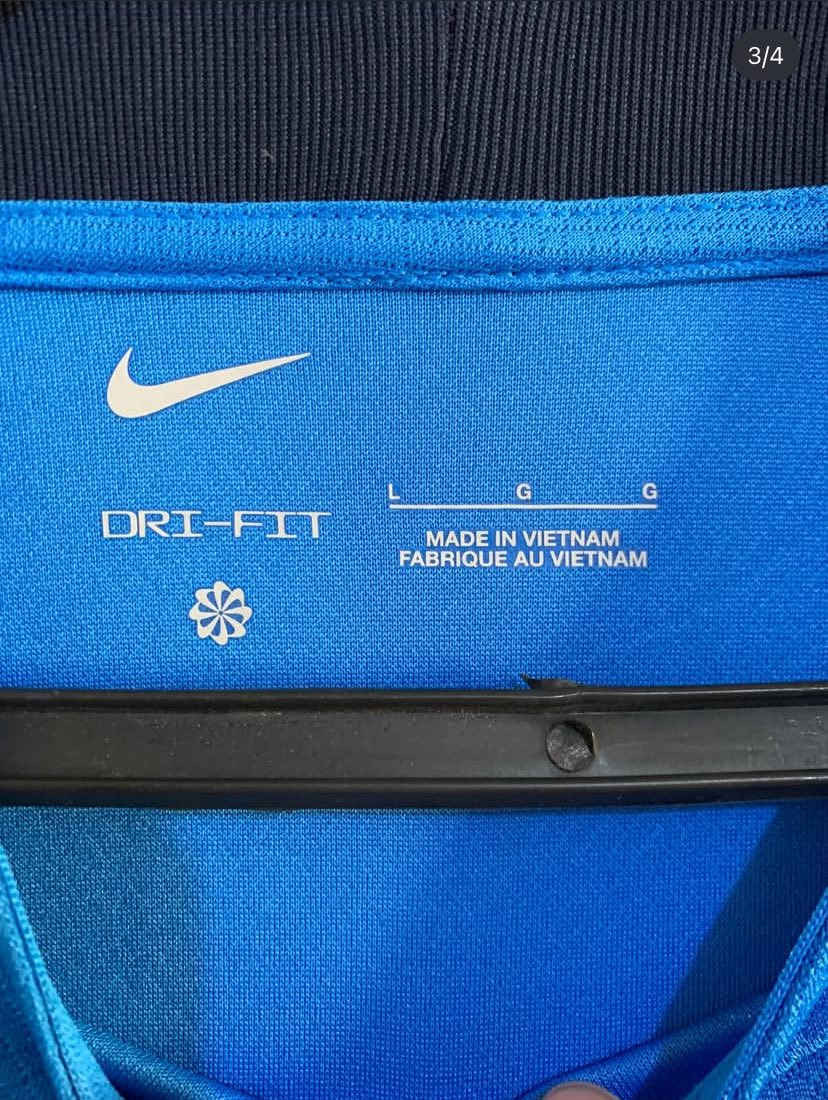 3/4
DRI-FIT
L G G
MADE IN VIETNAM
FABRIQUE AU VIETNAM